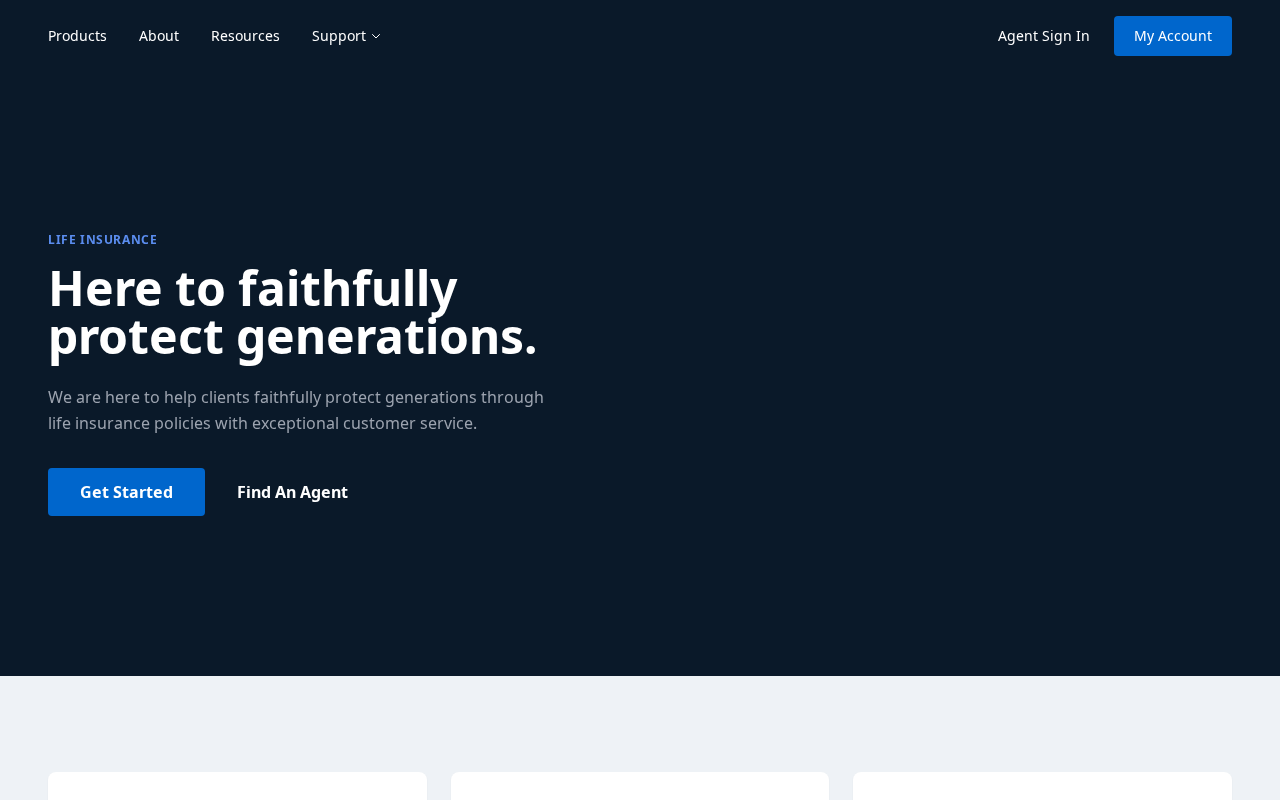 Products
About
Resources
Support
Agent Sign In
My Account
LIFE INSURANCE
Here to faithfully
protect generations.
We are here to help clients faithfully protect generations through
life insurance policies with exceptional customer service.
Get Started
Find An Agent